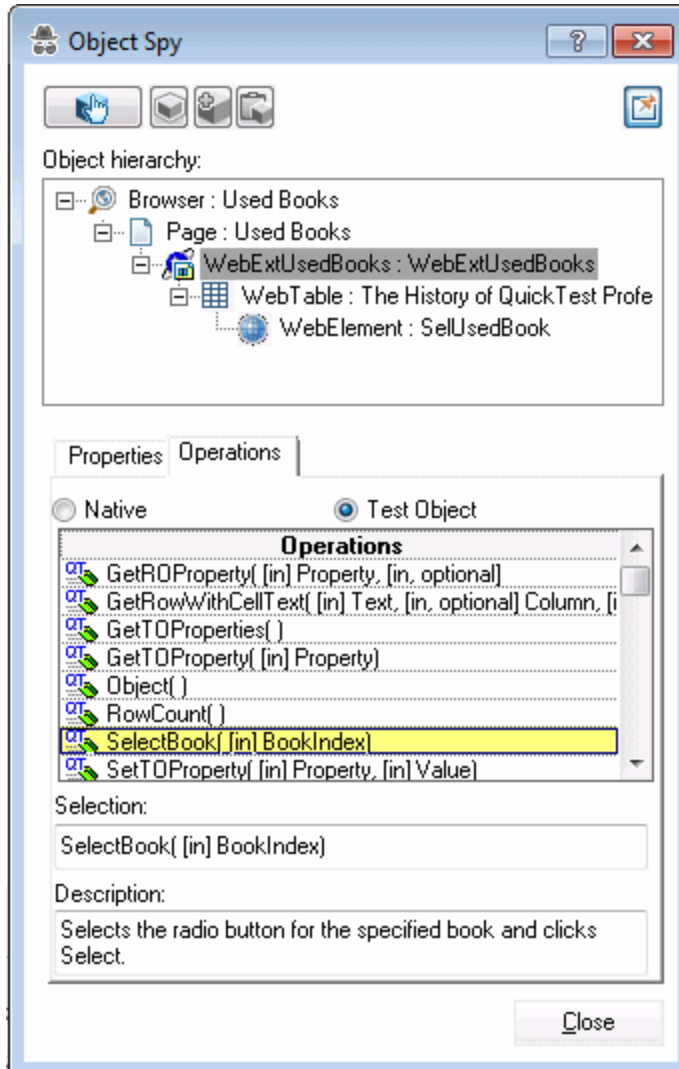 Object Spy
Object hierarchy:
Browser : Used Books
Page : Used Books
WebExtUsedBooks : WebExtUsedBooks
WebTable : The History of QuickTest Profe
WebElement : SelUsedBook
Properties Operations
Native Test Object
Operations
GetROProperty( [in] Property, [in, optional]
GetRowWithCellText( [in] Text, [in, optional] Column, [i
GetTOProperties( )
GetTOProperty( [in] Property)
Object( )
RowCount( )
SelectBook( [in] BookIndex)
SetTOProperty( [in] Property, [in] Value)
Selection:
SelectBook( [in] BookIndex)
Description:
Selects the radio button for the specified book and clicks
Select.
Close